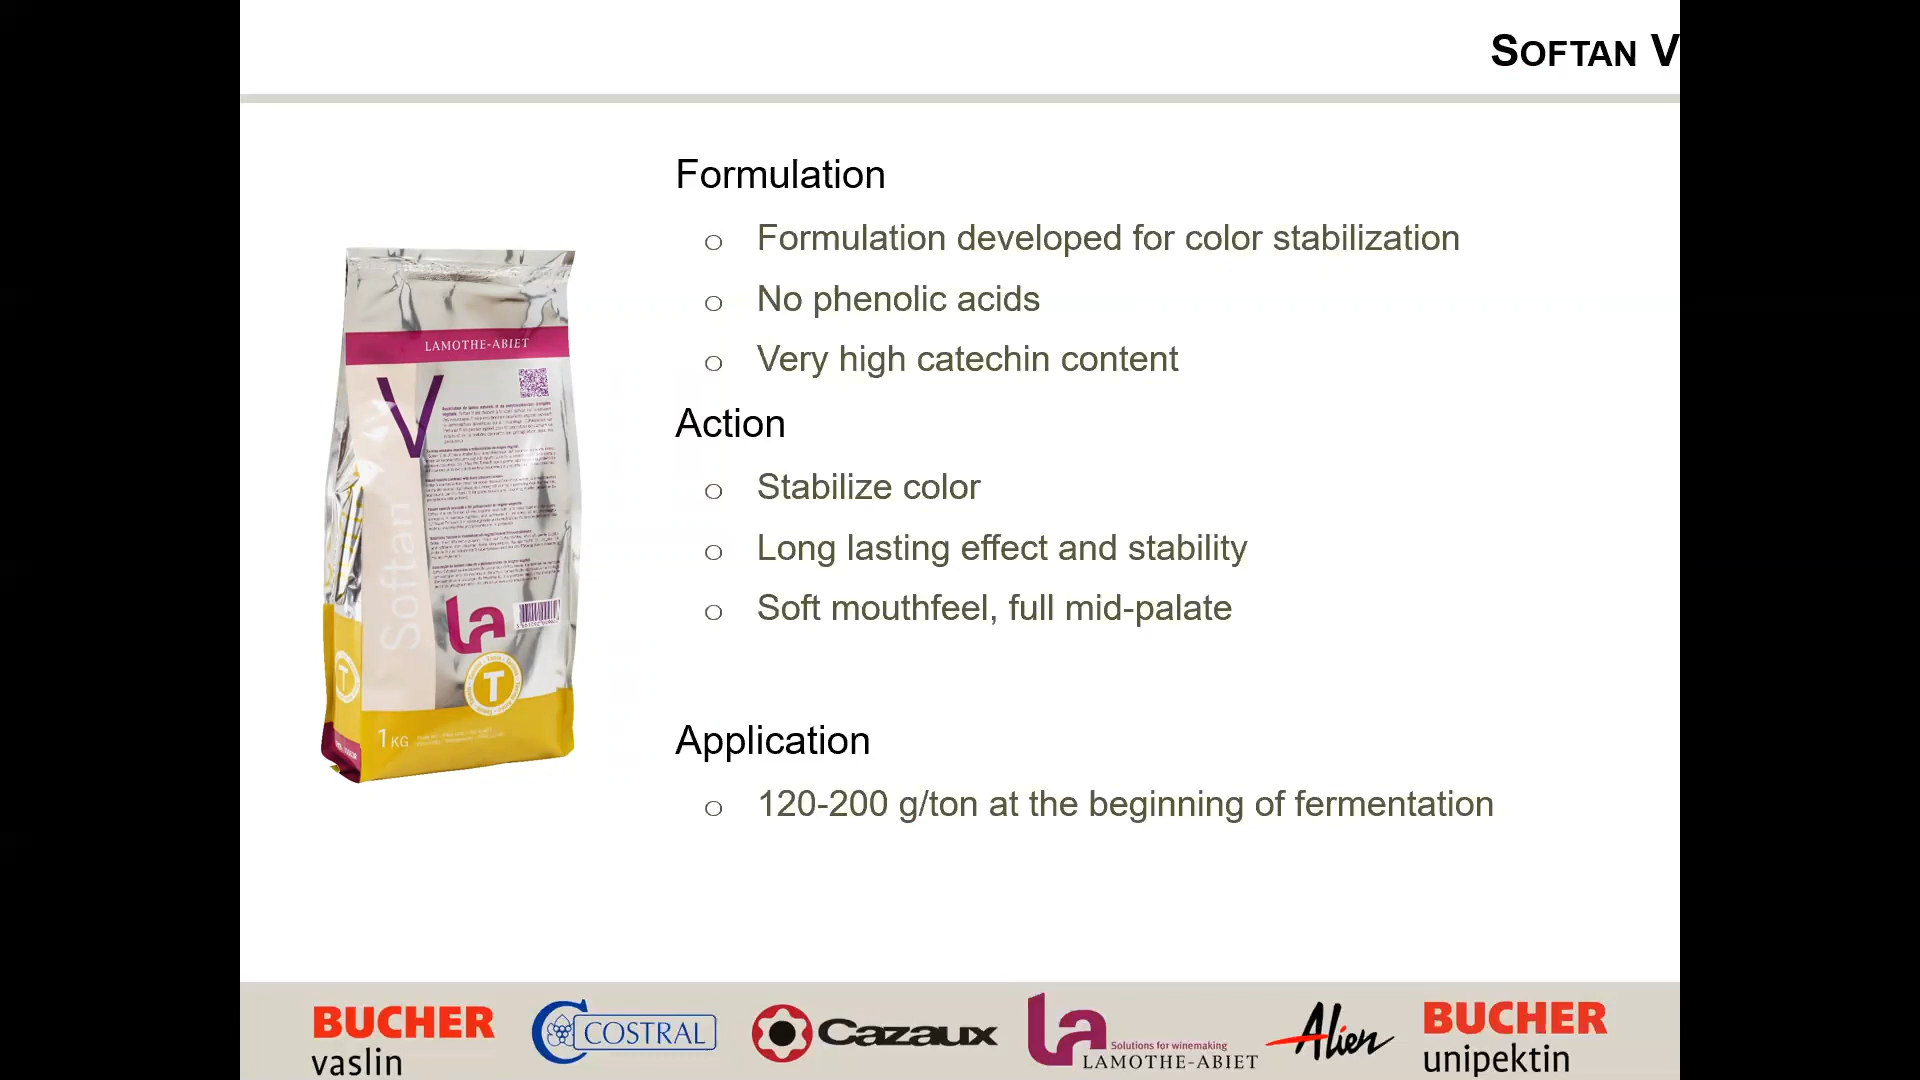 SOFTAN V
Formulation
o Formulation developed for color stabilization
o No phenolic acids
o Very high catechin content
Action
o Stabilize color
o Long lasting effect and stability
o Soft mouthfeel, full mid-palate
Application
o 120-200 g/ton at the beginning of fermentation
LAMOTHE-ABIET
V
Softan
la
T
T
1 KG
BUCHER
vaslin
COSTRAL
Cazaux
la
Solutions for winemaking
LAMOTHE-ABIET
Alien
BUCHER
unipektin